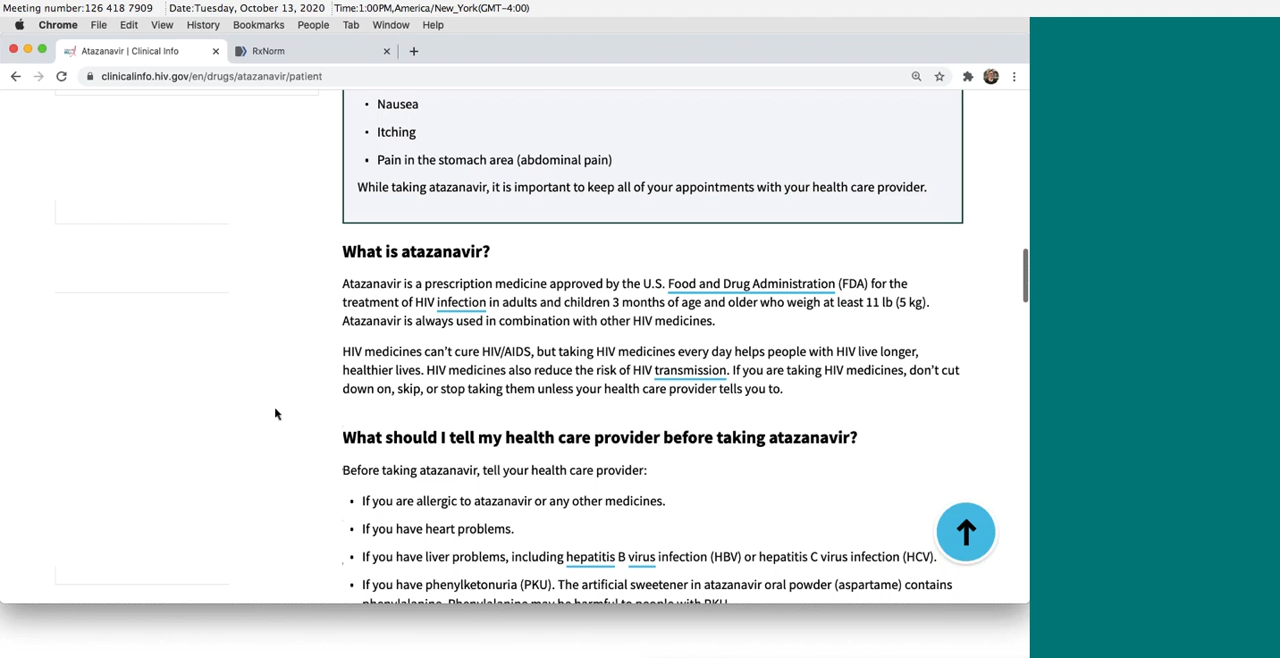 Meeting number:126 418 7909 Date:Tuesday, October 13, 2020 Time:1:00PM,America/New_York(GMT-4:00)
Chrome File Edit View History Bookmarks People Tab Window Help
Atazanavir | Clinical Info RxNorm
clinicalinfo.hiv.gov/en/drugs/atazanavir/patient
• Nausea
• Itching
• Pain in the stomach area (abdominal pain)
While taking atazanavir, it is important to keep all of your appointments with your health care provider.
What is atazanavir?
Atazanavir is a prescription medicine approved by the U.S. Food and Drug Administration (FDA) for the
treatment of HIV infection in adults and children 3 months of age and older who weigh at least 11 lb (5 kg).
Atazanavir is always used in combination with other HIV medicines.
HIV medicines can’t cure HIV/AIDS, but taking HIV medicines every day helps people with HIV live longer,
healthier lives. HIV medicines also reduce the risk of HIV transmission. If you are taking HIV medicines, don’t cut
down on, skip, or stop taking them unless your health care provider tells you to.
What should I tell my health care provider before taking atazanavir?
Before taking atazanavir, tell your health care provider:
• If you are allergic to atazanavir or any other medicines.
• If you have heart problems.
• If you have liver problems, including hepatitis B virus infection (HBV) or hepatitis C virus infection (HCV).
• If you have phenylketonuria (PKU). The artificial sweetener in atazanavir oral powder (aspartame) contains
phenylalanine. Phenylalanine may be harmful to people with PKU.